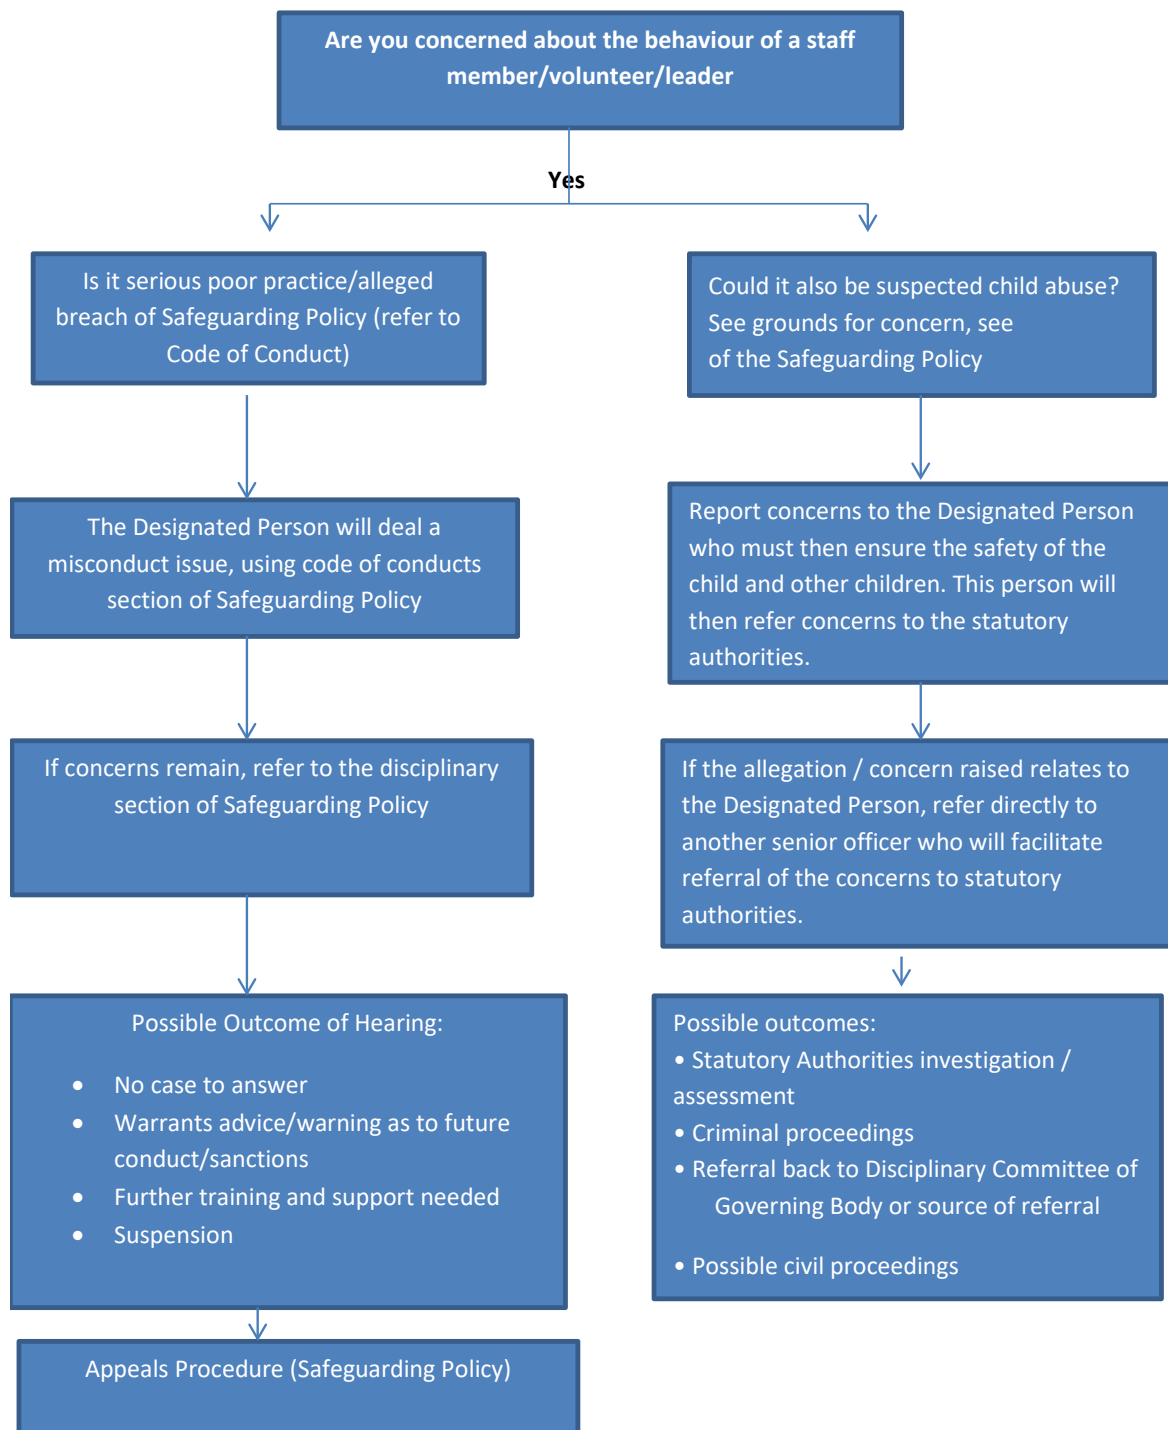 Are you concerned about the behaviour of a staff
member/volunteer/leader
Yes
Is it serious poor practice/alleged
breach of Safeguarding Policy (refer to
Code of Conduct)
The Designated Person will deal a
misconduct issue, using code of conducts
section of Safeguarding Policy
If concerns remain, refer to the disciplinary
section of Safeguarding Policy
Possible Outcome of Hearing:
• No case to answer
• Warrants advice/warning as to future
conduct/sanctions
• Further training and support needed
• Suspension
Appeals Procedure (Safeguarding Policy)
Could it also be suspected child abuse?
See grounds for concern, see
of the Safeguarding Policy
Report concerns to the Designated Person
who must then ensure the safety of the
child and other children. This person will
then refer concerns to the statutory
authorities.
If the allegation / concern raised relates to
the Designated Person, refer directly to
another senior officer who will facilitate
referral of the concerns to statutory
authorities.
Possible outcomes:
• Statutory Authorities investigation /
assessment
• Criminal proceedings
• Referral back to Disciplinary Committee of
Governing Body or source of referral
• Possible civil proceedings